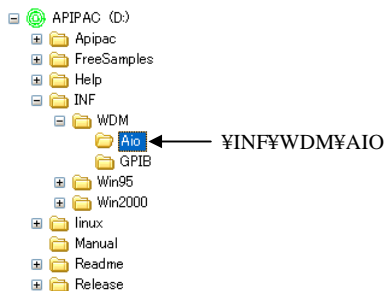 APIPAC (D:)
Apipac
FreeSamples
Help
INF
WDM
Aio
¥INF¥WDM¥AIO
GPIB
Win95
Win2000
linux
Manual
Readme
Release